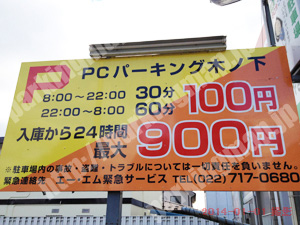 P PCパーキング木ノ下
8:00～22:00 30分 100円
22:00～8:00 60分
入庫から24時間
最大 900円
※駐車場内の事故・盗難・トラブルについては一切責任を負いません。
緊急連絡先 エー・エム緊急サービス TEL(022)717-0680